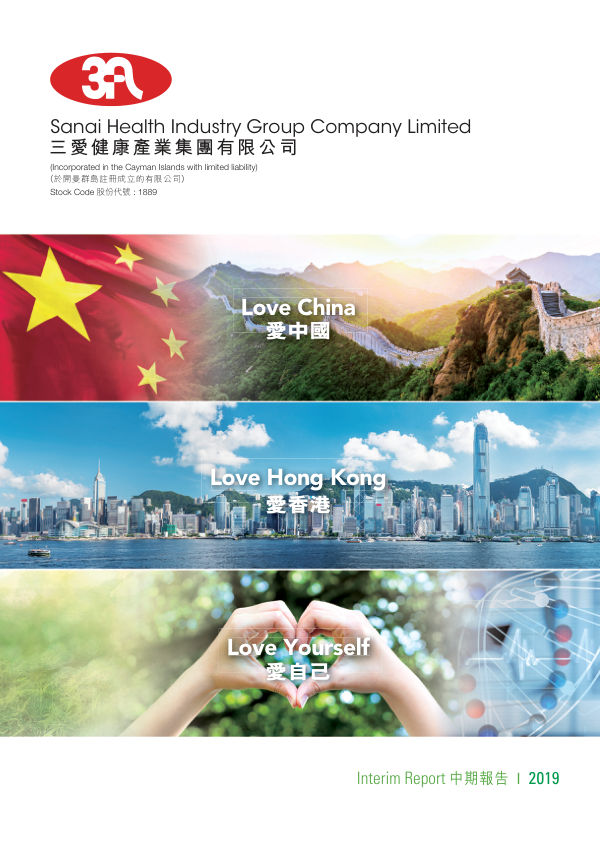 3A
Sanai Health Industry Group Company Limited
三愛健康產業集團有限公司
(Incorporated in the Cayman Islands with limited liability)
(於開曼群島註冊成立的有限公司)
Stock Code 股份代號 : 1889
Love China
愛中國
Love Hong Kong
愛香港
Love Yourself
愛自己
Interim Report 中期報告 | 2019